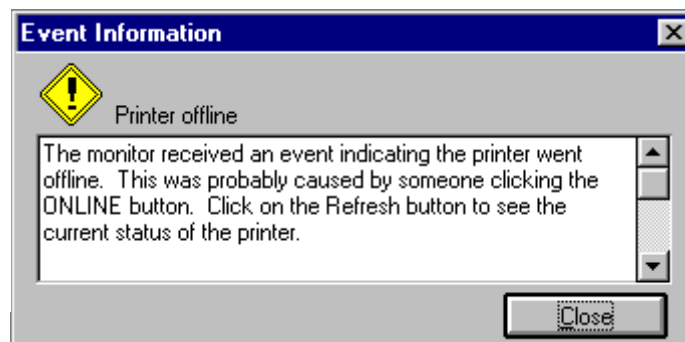 Event Information
Printer offline
The monitor received an event indicating the printer went
offline.  This was probably caused by someone clicking the
ONLINE button.  Click on the Refresh button to see the
current status of the printer.
Close